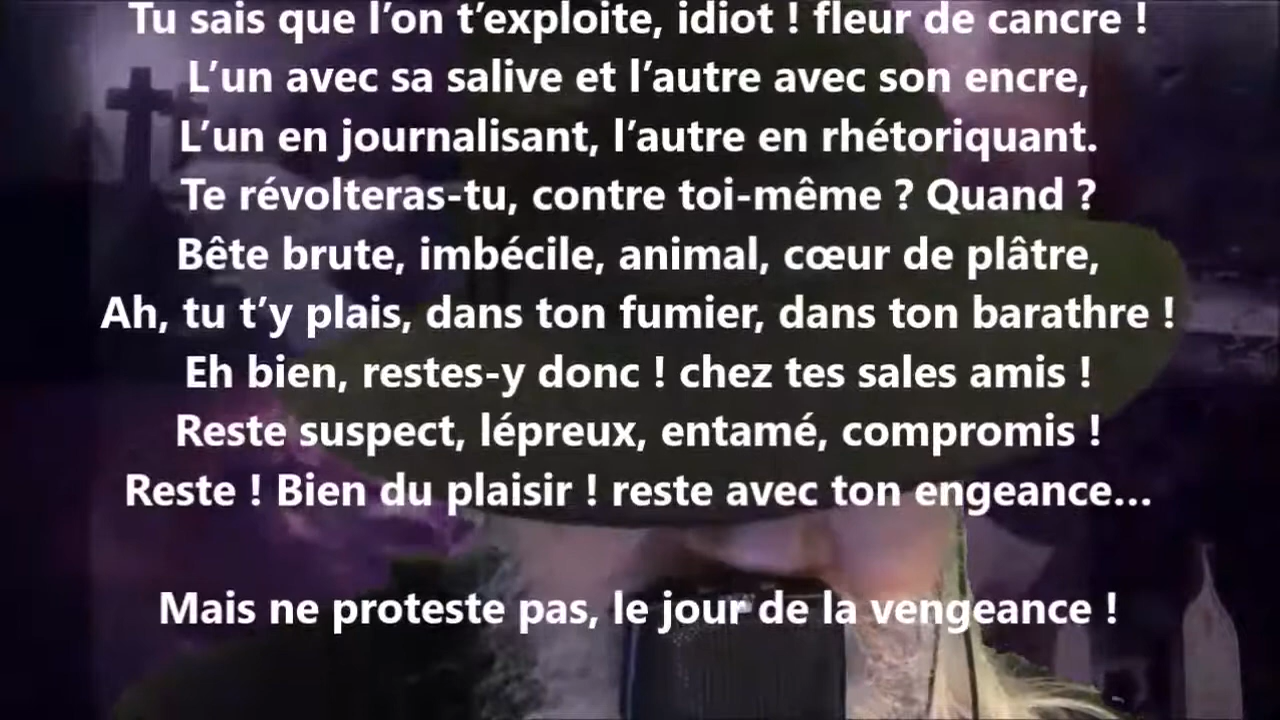 Tu sais que l’on t’exploite, idiot ! fleur de cancre !
L’un avec sa salive et l’autre avec son encre,
L’un en journalisant, l’autre en rhétoriquant.
Te révolteras-tu, contre toi-même ? Quand ?
Bête brute, imbécile, animal, cœur de plâtre,
Ah, tu t’y plais, dans ton fumier, dans ton barathre !
Eh bien, restes-y donc ! chez tes sales amis !
Reste suspect, lépreux, entamé, compromis !
Reste ! Bien du plaisir ! reste avec ton engeance…
Mais ne proteste pas, le jour de la vengeance !